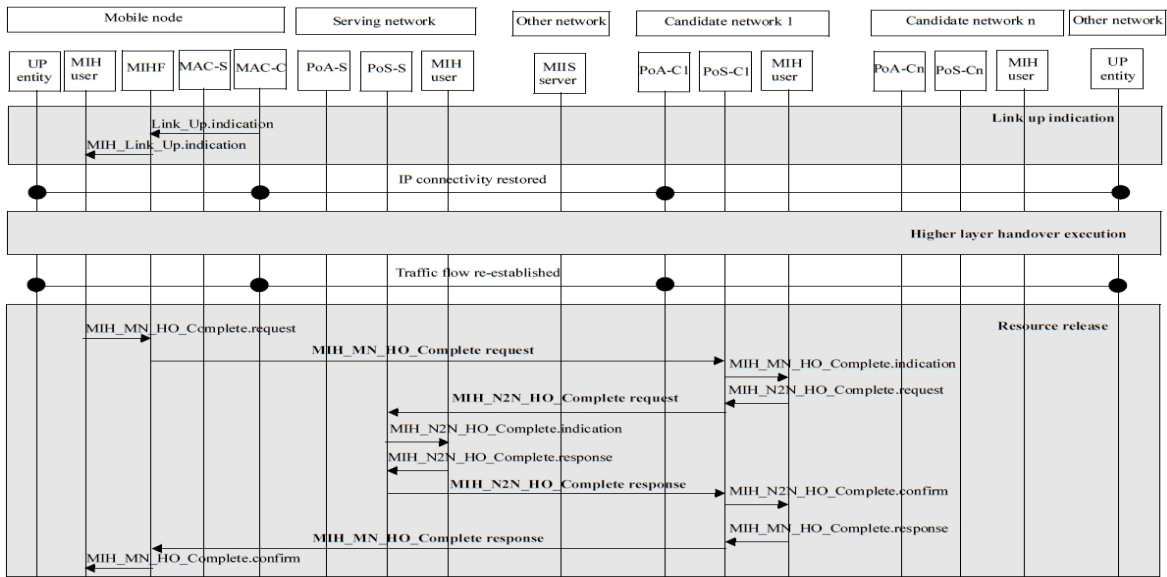 Mobile node
Serving network
Other network
Candidate network 1
Candidate network n
Other network
UP
entity
MIH
user
MIHF
MAC-S
MAC-C
PoA-S
PoS-S
MIH
user
MIIS
server
PoA-C1
PoS-C1
MIH
user
PoA-Cn
PoS-Cn
MIH
user
UP
entity
Link up indication
Link_Up.indication
MIH_Link_Up.indication
IP connectivity restored
Higher layer handover execution
Traffic flow re-established
Resource release
MIH_MN_HO_Complete.request
MIH_MN_HO_Complete request
MIH_MN_HO_Complete.indication
MIH_N2N_HO_Complete.request
MIH_N2N_HO_Complete request
MIH_N2N_HO_Complete.indication
MIH_N2N_HO_Complete.response
MIH_N2N_HO_Complete response
MIH_N2N_HO_Complete.confirm
MIH_MN_HO_Complete.response
MIH_MN_HO_Complete response
MIH_MN_HO_Complete.confirm